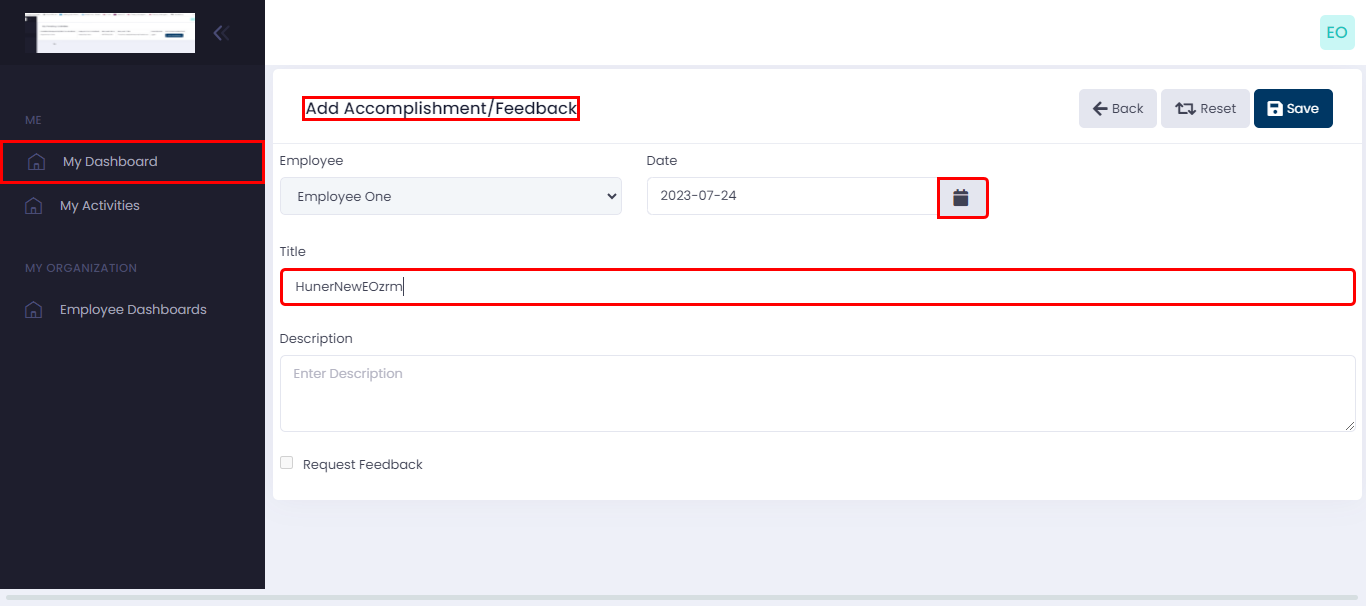 EO
ME
My Dashboard
My Activities
MY ORGANIZATION
Employee Dashboards
Add Accomplishment/Feedback
Back
Reset
Save
Employee
Date
Employee One
2023-07-24
Title
HunerNewEOzrm
Description
Enter Description
Request Feedback